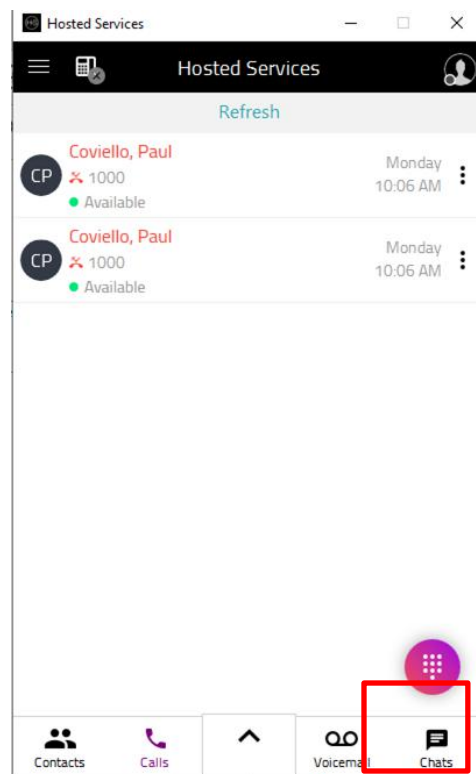 Hosted Services
Hosted Services
Refresh
Coviello, Paul
CP
1000
Available
Monday
10:06 AM
Coviello, Paul
CP
1000
Available
Monday
10:06 AM
Contacts
Calls
Voicemail
Chats